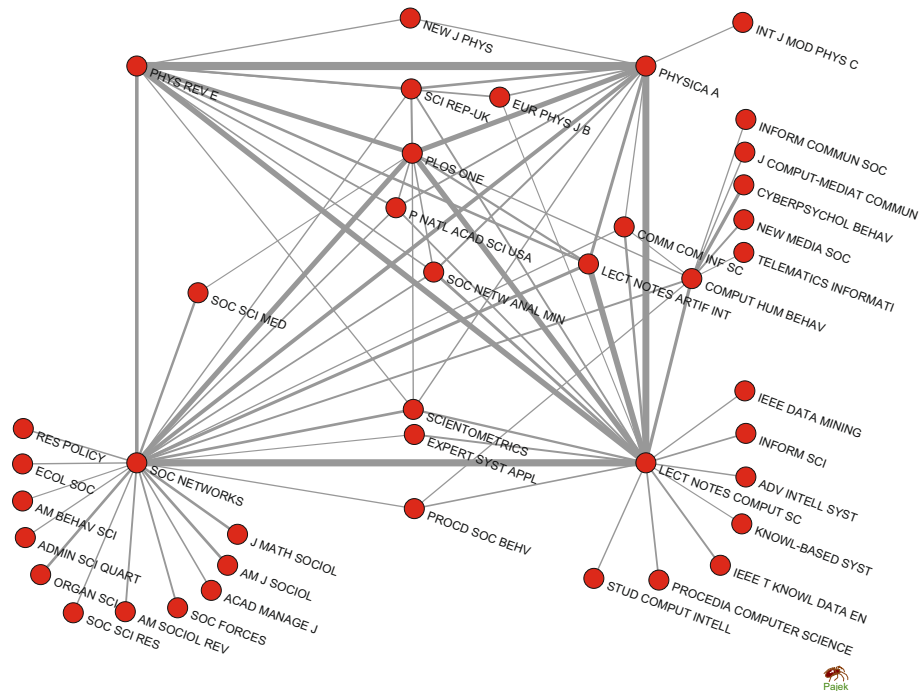 NEW J PHYS
INT J MOD PHYS C
PHYS REV E
PHYSICA A
SCI REP-UK
EUR PHYS J B
INFORM COMMUN SOC
J COMPUT-MEDIAT COMMUN
PLOS ONE
CYBERPSYCHOL BEHAV
P NATL ACAD SCI USA
NEW MEDIA SOC
COMM COM INF SC
TELEMATICS INFORMATI
LECT NOTES ARTIF INT
SOC NETW ANAL MIN
COMPUT HUM BEHAV
SOC SCI MED
IEEE DATA MINING
SCIENTOMETRICS
RES POLICY
EXPERT SYST APPL
INFORM SCI
ECOL SOC
SOC NETWORKS
LECT NOTES COMPUT SC
ADV INTELL SYST
AM BEHAV SCI
PROCD SOC BEHV
KNOWL-BASED SYST
ADMIN SCI QUART
J MATH SOCIOL
ORGAN SCI
AM J SOCIOL
IEEE T KNOWL DATA EN
ACAD MANAGE J
STUD COMPUT INTELL
PROCEDIA COMPUTER SCIENCE
SOC SCI RES
AM SOCIOL REV
SOC FORCES
Pajek